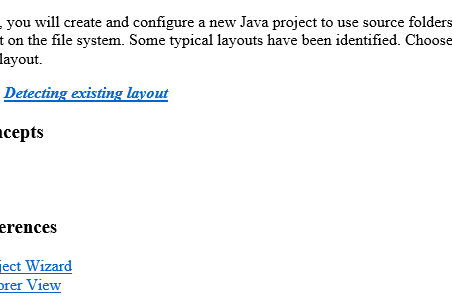 , you will create and configure a new Java project to use source folders
t on the file system. Some typical layouts have been identified. Choose
layout.
Detecting existing layout
ncepts
erences
ject Wizard
orer View